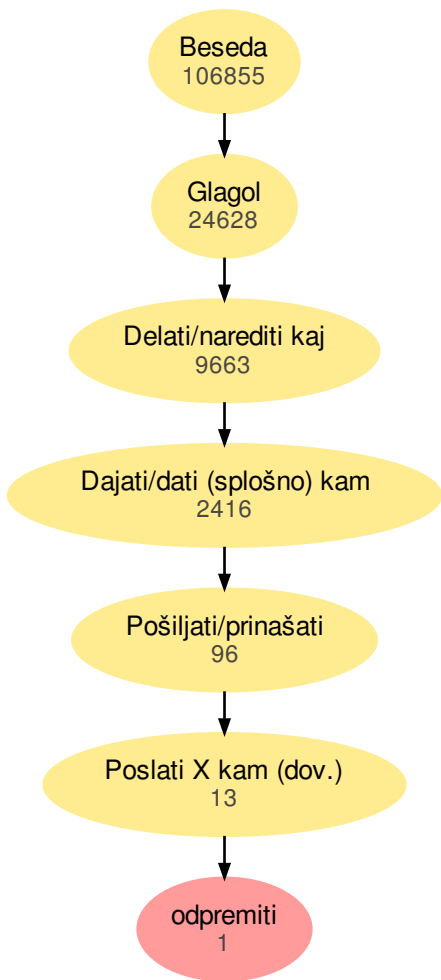 Beseda
106855
Glagol
24628
Delati/narediti kaj
9663
Dajati/dati (splošno) kam
2416
Pošiljati/prinašati
96
Poslati X kam (dov.)
13
odpremiti
1